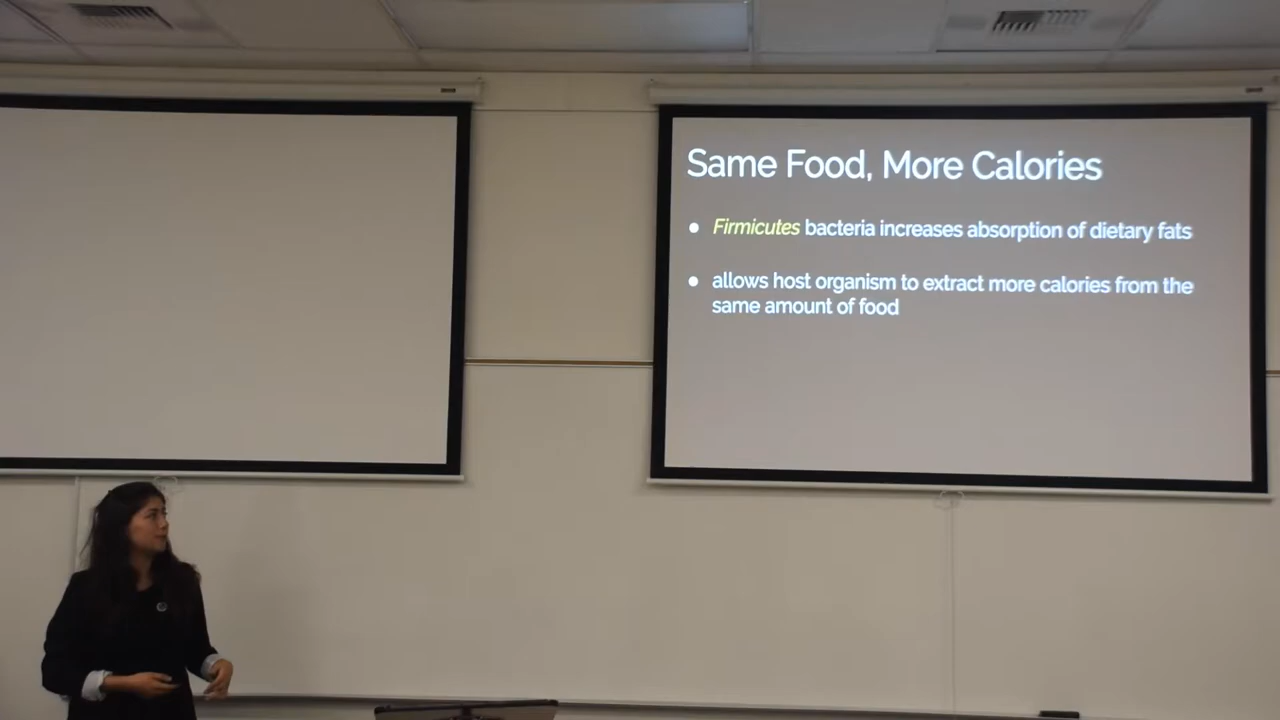 Same Food, More Calories
● Firmicutes bacteria increases absorption of dietary fats
● allows host organism to extract more calories from the
same amount of food